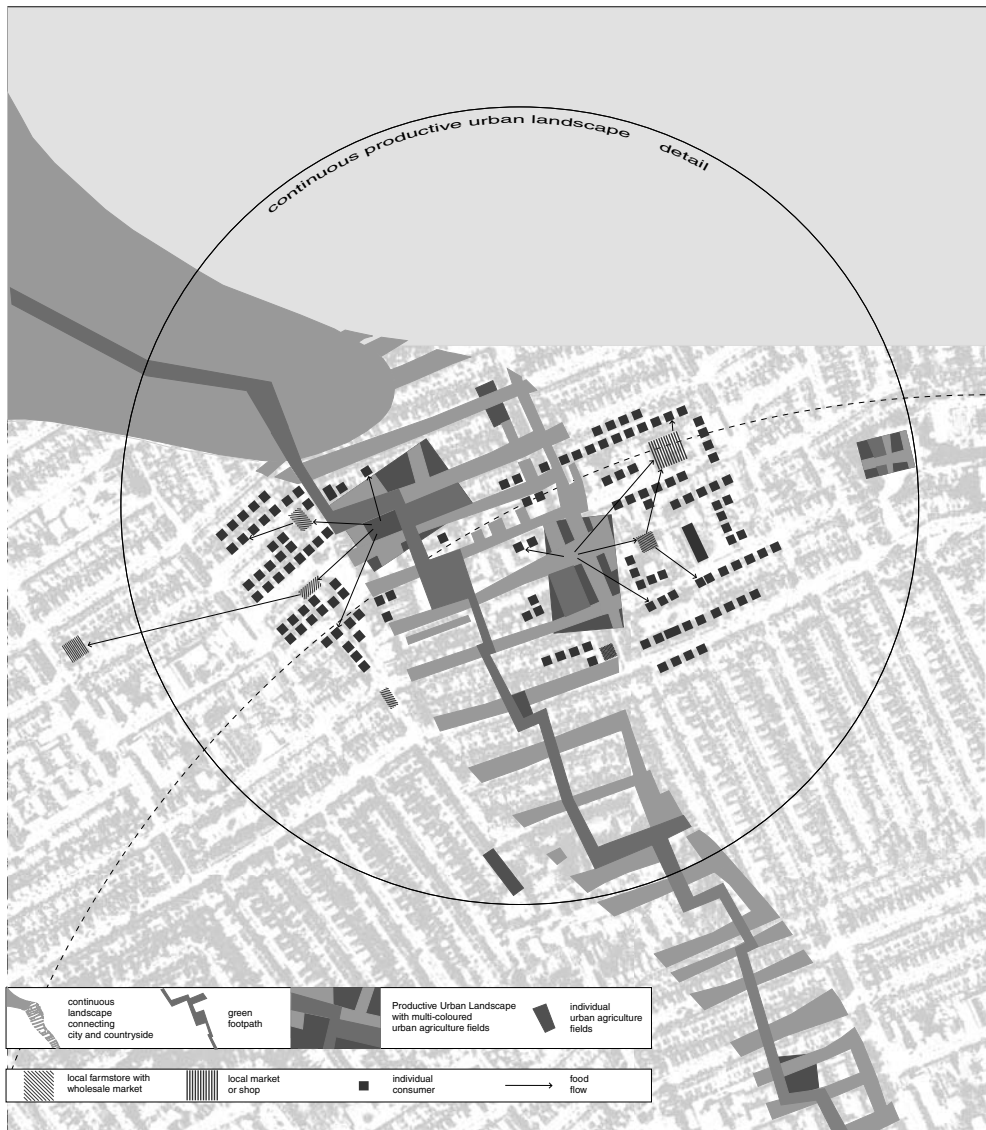 continuous productive urban landscape detail
continuous
landscape
connecting
city and countryside
green
footpath
Productive Urban Landscape
with multi-coloured
urban agriculture fields
individual
urban agriculture
fields
local farmstore with
wholesale market
local market
or shop
individual
consumer
food
flow